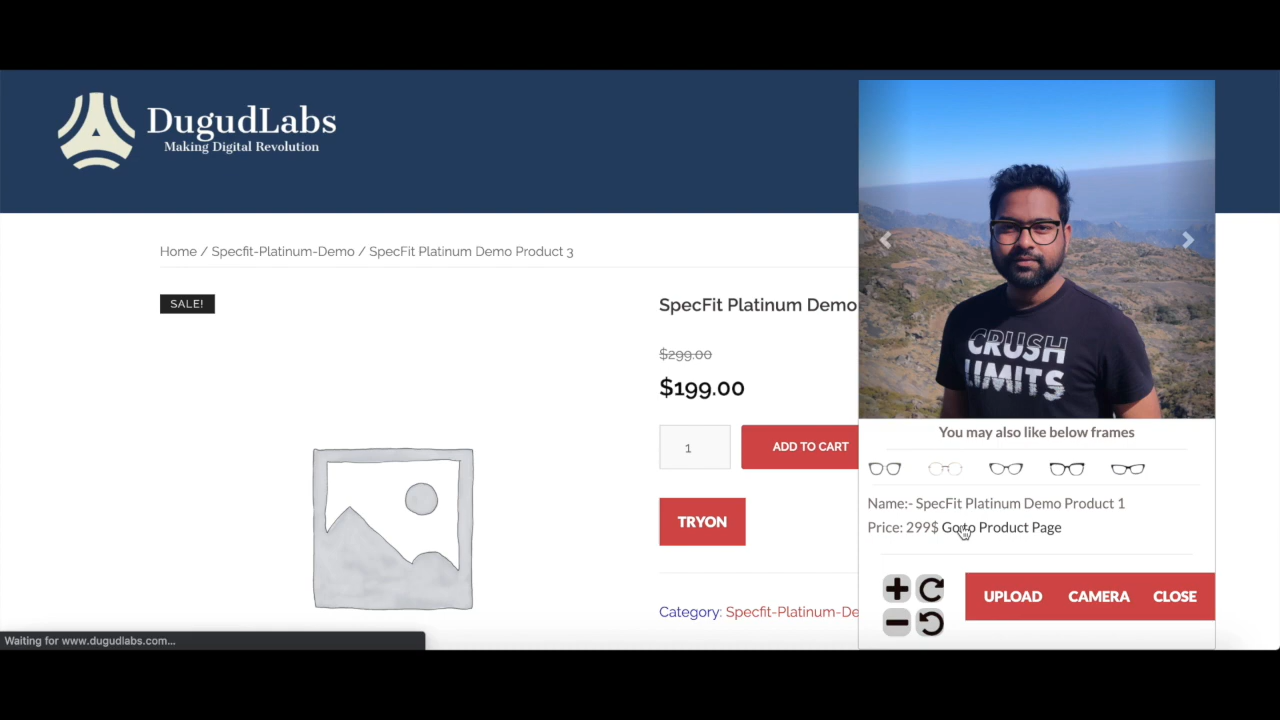 DugudLabs
Making Digital Revolution
Home / Specfit-Platinum-Demo / SpecFit Platinum Demo Product 3
SALE!
SpecFit Platinum Demo
$299.00
$199.00
1
ADD TO CART
TRYON
Category: Specfit-Platinum-De
CRUSH
LIMITS
You may also like below frames
Name:- SpecFit Platinum Demo Product 1
Price: 299$ Goto Product Page
UPLOAD CAMERA CLOSE
Waiting for www.dugudlabs.com...